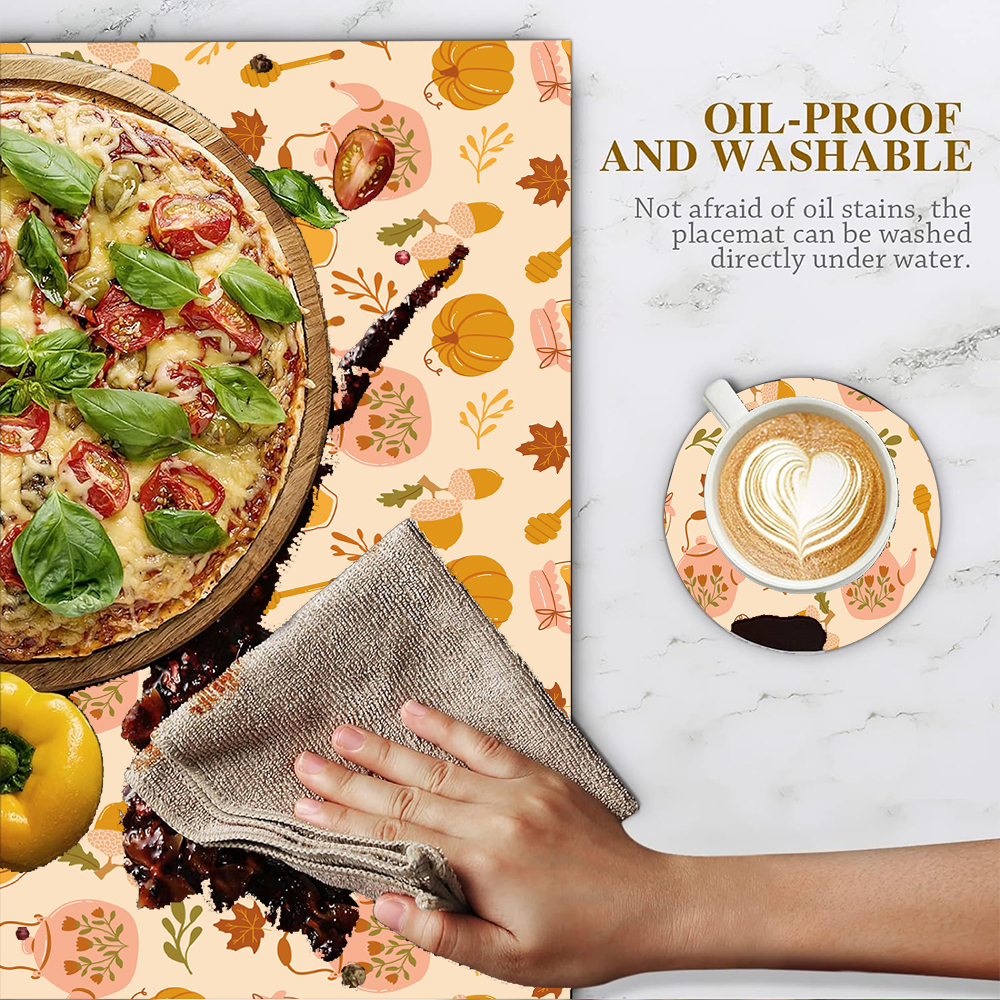 OIL-PROOF
AND WASHABLE
Not afraid of oil stains, the
placemat can be washed
directly under water.